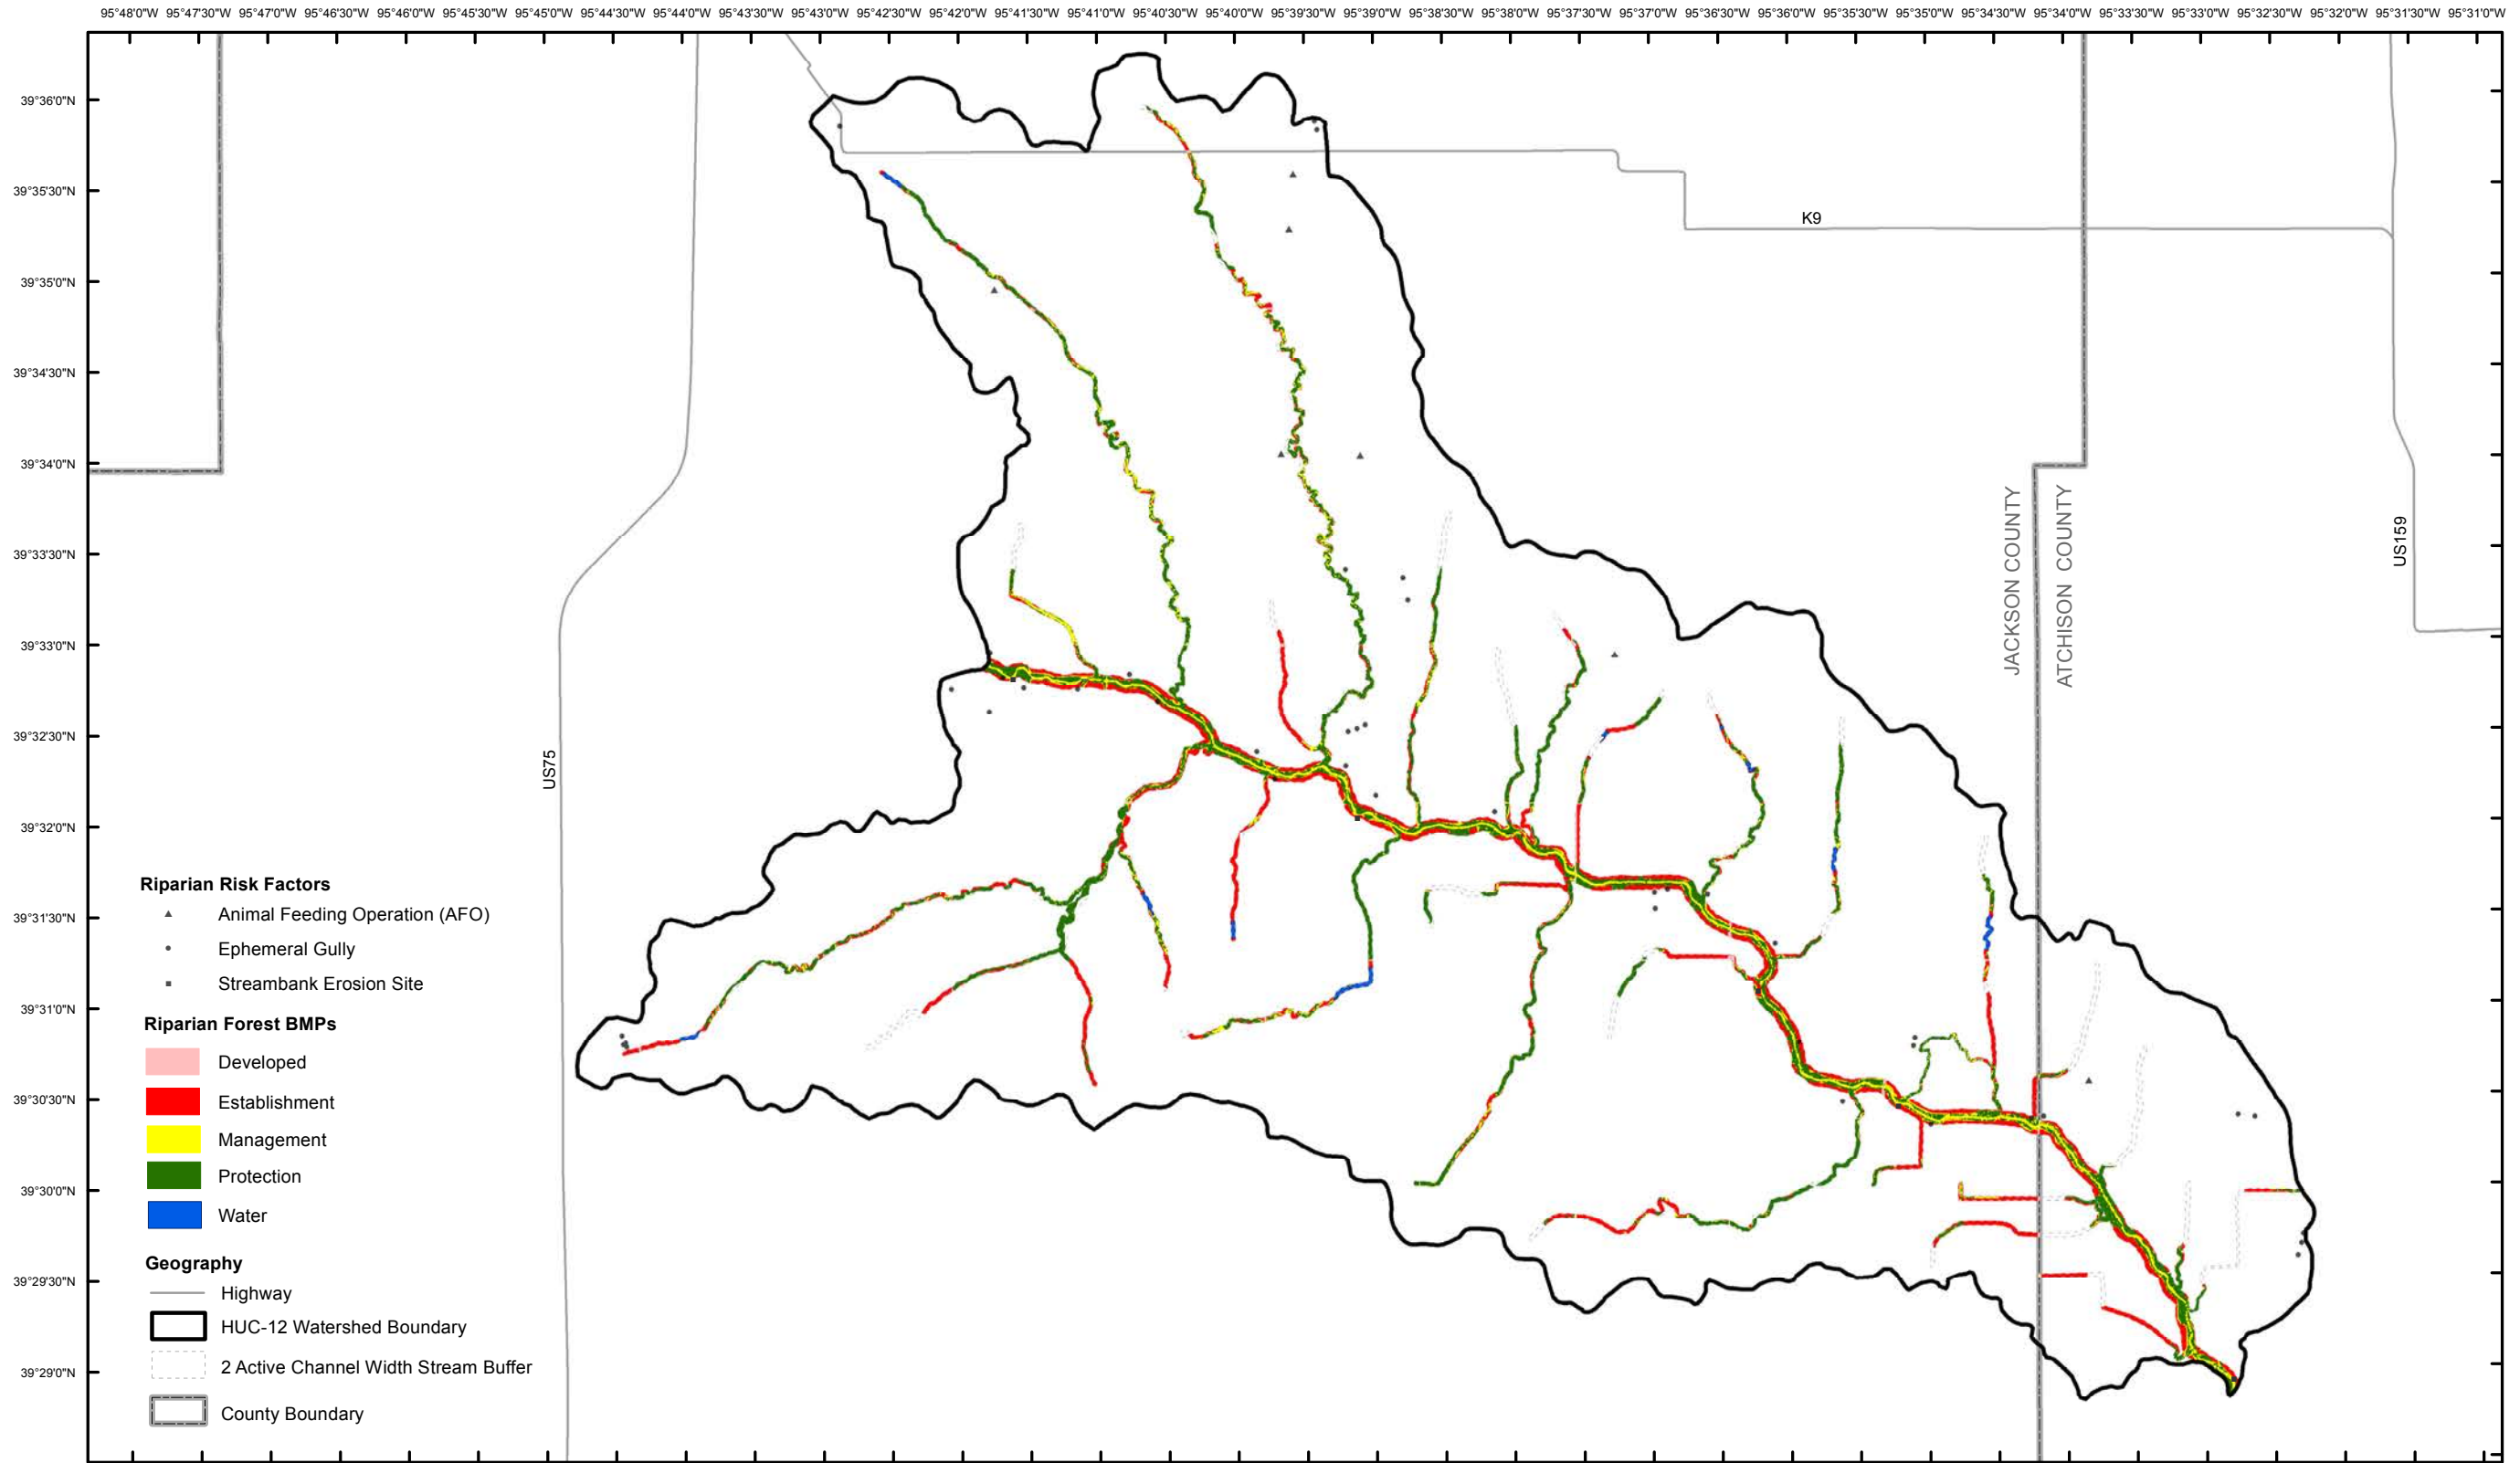 95°48'0"W 95°47'30"W 95°47'0"W 95°46'0"W 95°45'30"W 95°45'0"W 95°44'30"W 95°44'0"W 95°43'30"W 95°43'0"W 95°42'30"W 95°42'0"W 95°41'30"W 95°41'0"W 95°40'30"W 95°40'0"W 95°39'30"W 95°39'0"W 95°38'30"W 95°38'0"W 95°37'30"W 95°37'0"W 95°36'30"W 95°36'0"W 95°35'30"W 95°35'0"W 95°34'30"W 95°34'0"W 95°33'30"W 95°33'0"W 95°32'30"W 95°32'0"W 95°31'30"W 95°31'0"W
39°36'0"N
39°35'30"N
K9
39°35'0"N
39°34'30"N
39°34'0"N
JACKSON COUNTY
ATCHISON COUNTY
US159
39°33'30"N
39°33'0"N
39°32'30"N
US75
39°32'0"N
39°31'30"N
39°31'0"N
39°30'30"N
39°30'0"N
39°29'30"N
39°29'0"N
Riparian Risk Factors
Animal Feeding Operation (AFO)
Ephemeral Gully
Streambank Erosion Site
Riparian Forest BMPs
Developed
Establishment
Management
Protection
Water
Geography
Highway
HUC-12 Watershed Boundary
2 Active Channel Width Stream Buffer
County Boundary